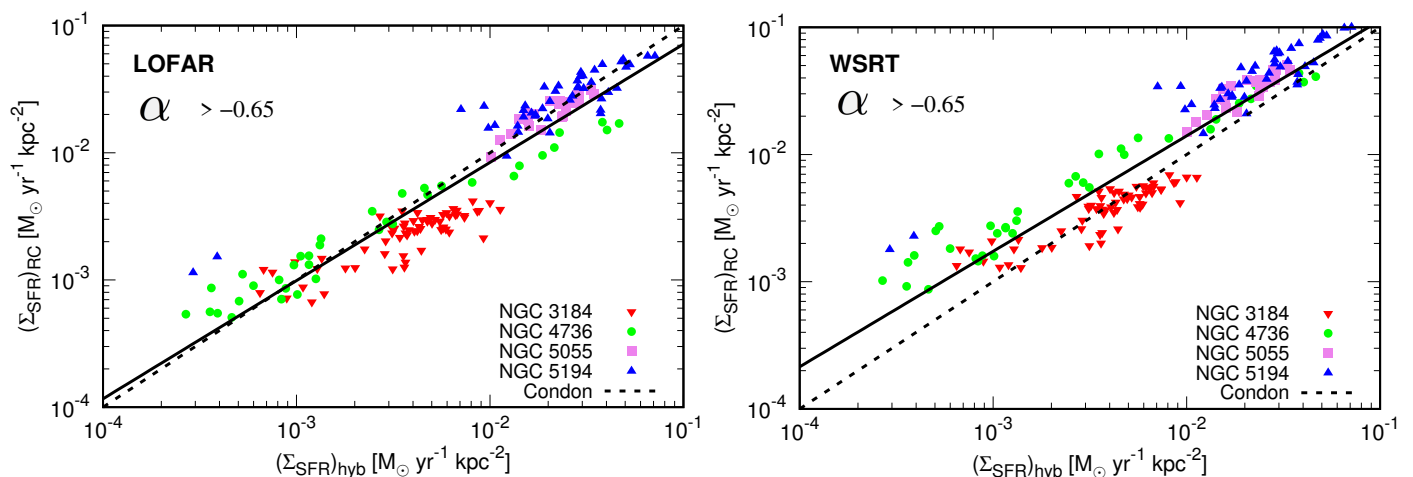 LOFAR
α > −0.65
(Σ_SFR)_RC [M_⊙ yr^-1 kpc^-2]
10^-1
10^-2
10^-3
10^-4
NGC 3184
NGC 4736
NGC 5055
NGC 5194
Condon
10^-4 10^-3 10^-2 10^-1
(Σ_SFR)_hyb [M_⊙ yr^-1 kpc^-2]
WSRT
α > −0.65
(Σ_SFR)_RC [M_⊙ yr^-1 kpc^-2]
10^-1
10^-2
10^-3
10^-4
NGC 3184
NGC 4736
NGC 5055
NGC 5194
Condon
10^-4 10^-3 10^-2 10^-1
(Σ_SFR)_hyb [M_⊙ yr^-1 kpc^-2]